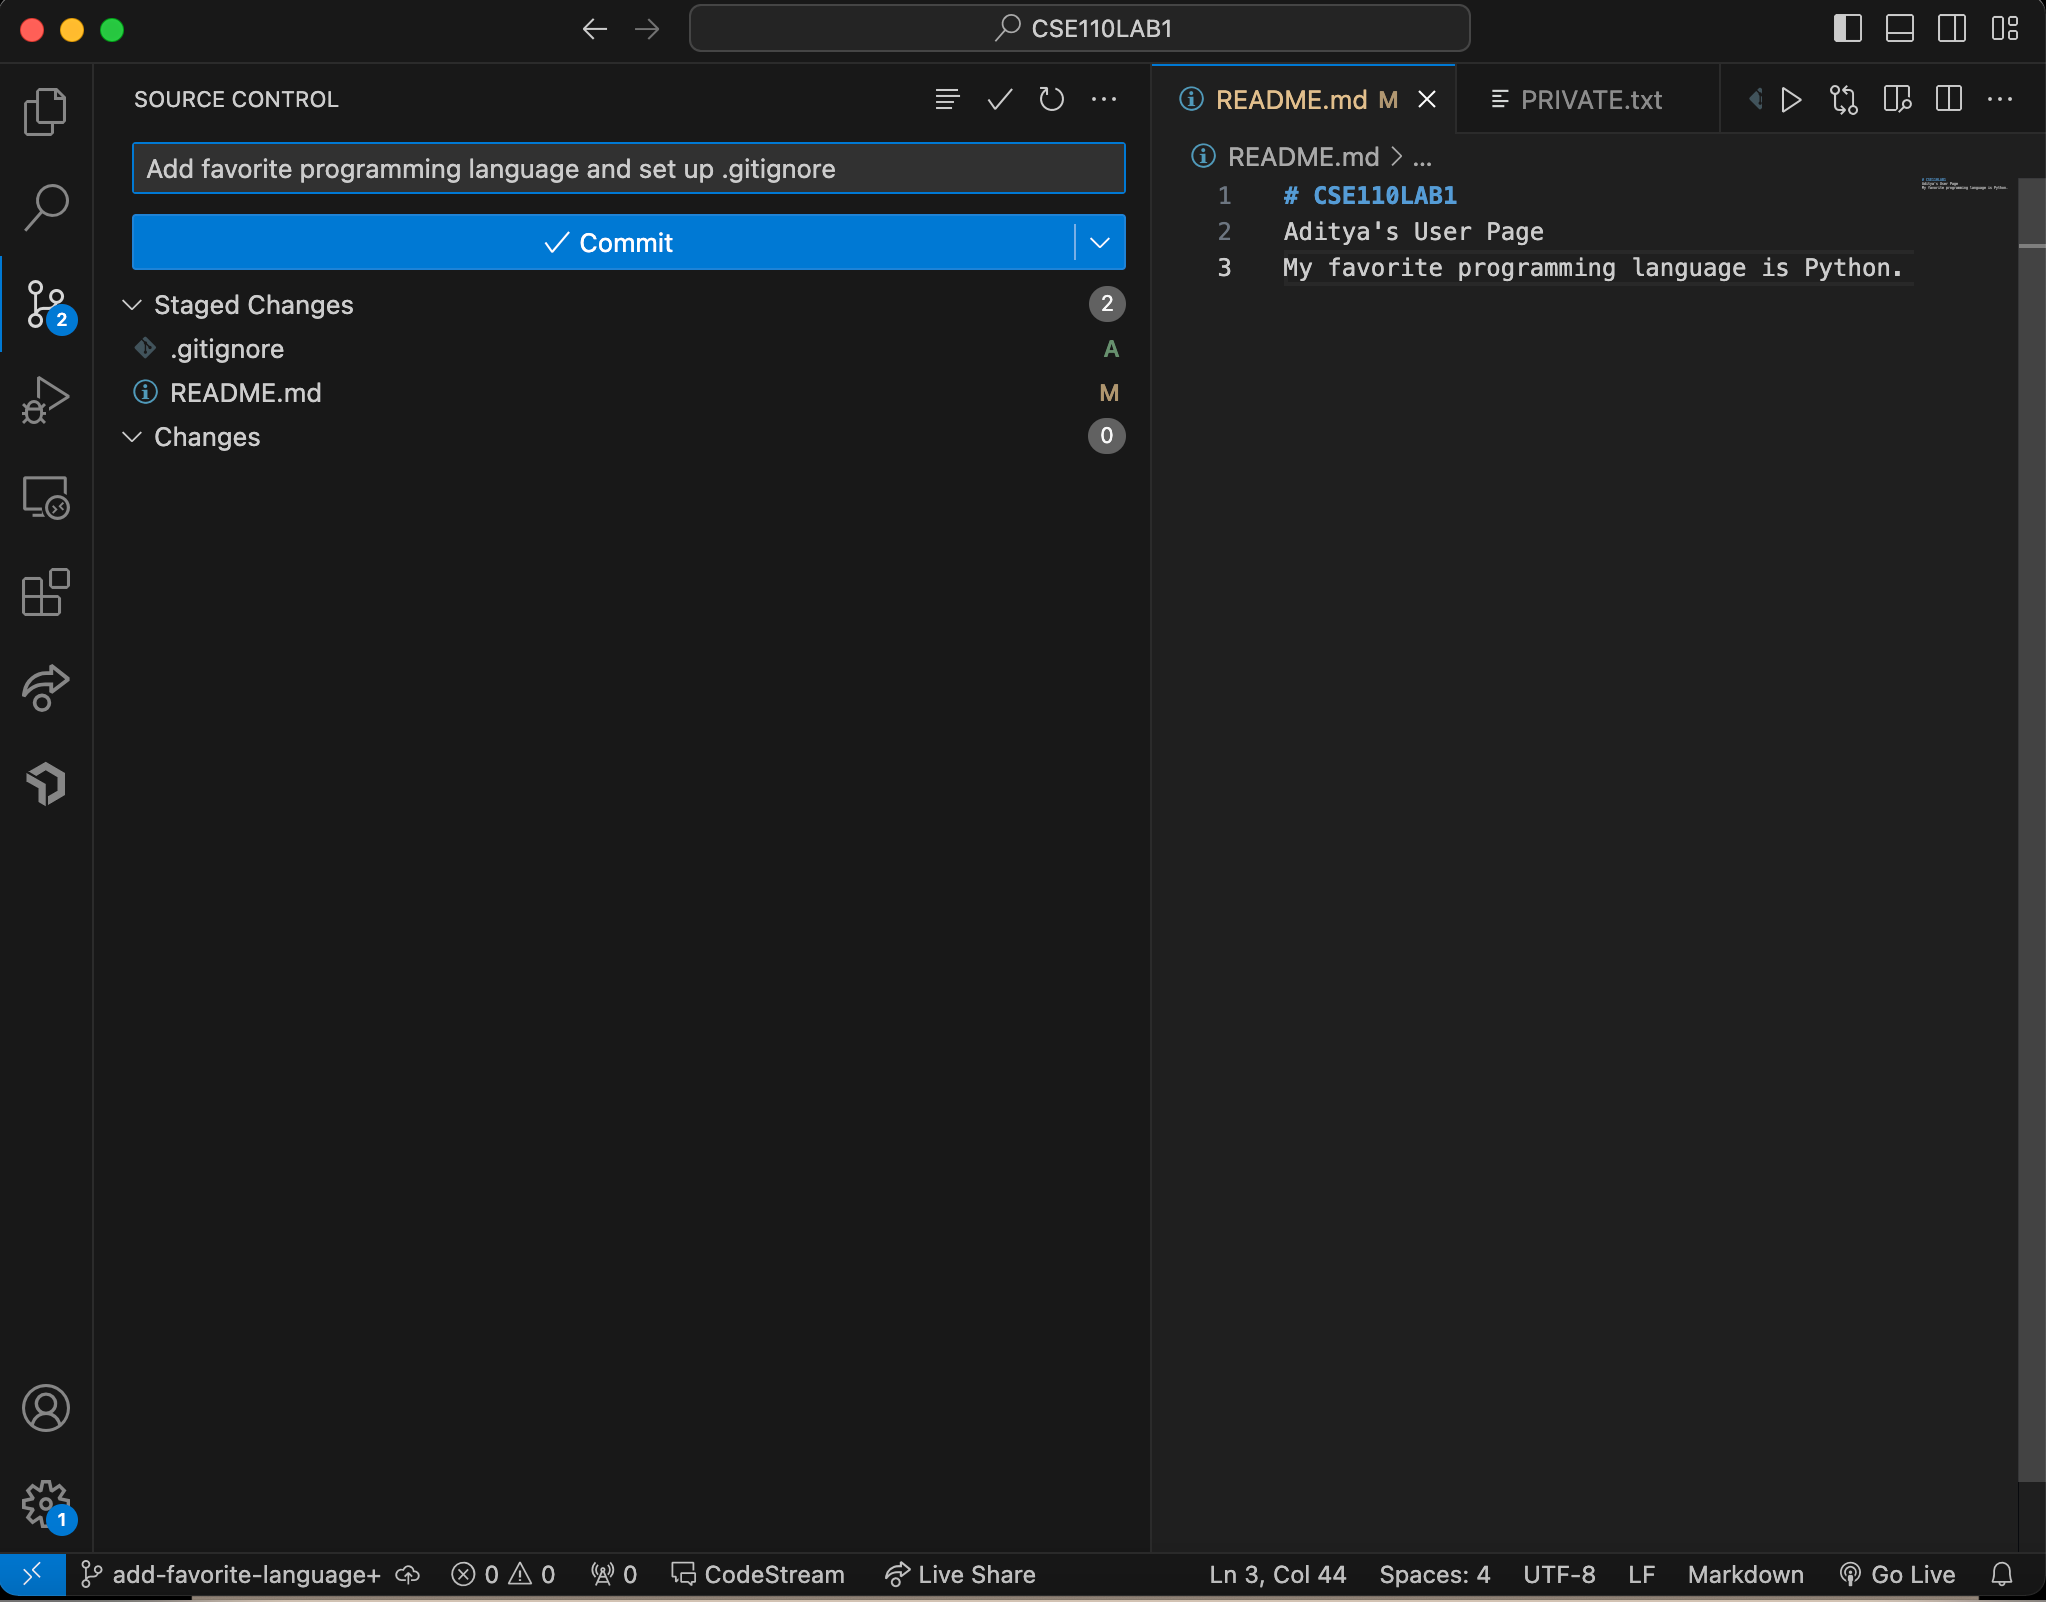 CSE110LAB1
SOURCE CONTROL
Add favorite programming language and set up .gitignore
Commit
Staged Changes
2
.gitignore
A
README.md
M
Changes
0
2
1
README.md M
PRIVATE.txt
README.md > ...
1 # CSE110LAB1
2 Aditya's User Page
3 My favorite programming language is Python.
add-favorite-language+ 0 0 0 CodeStream Live Share Ln 3, Col 44 Spaces: 4 UTF-8 LF Markdown Go Live